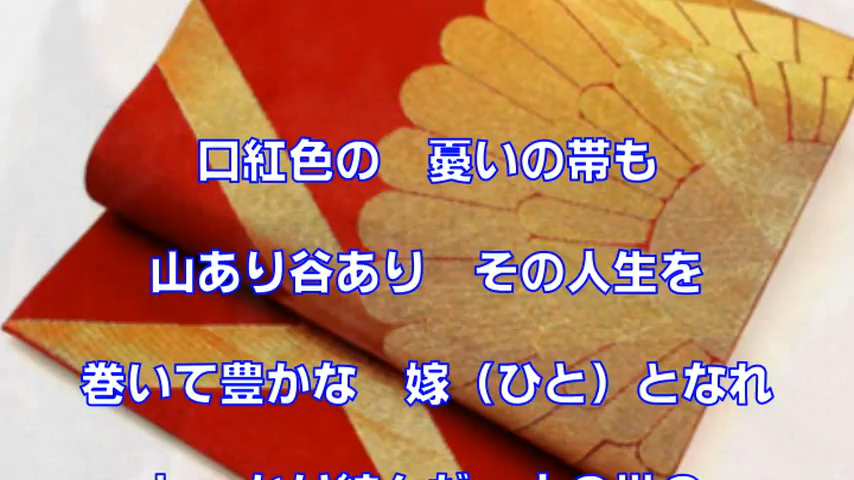 口紅色の　憂いの帯も
山あり谷あり　その人生を
巻いて豊かな　嫁（ひと）となれ